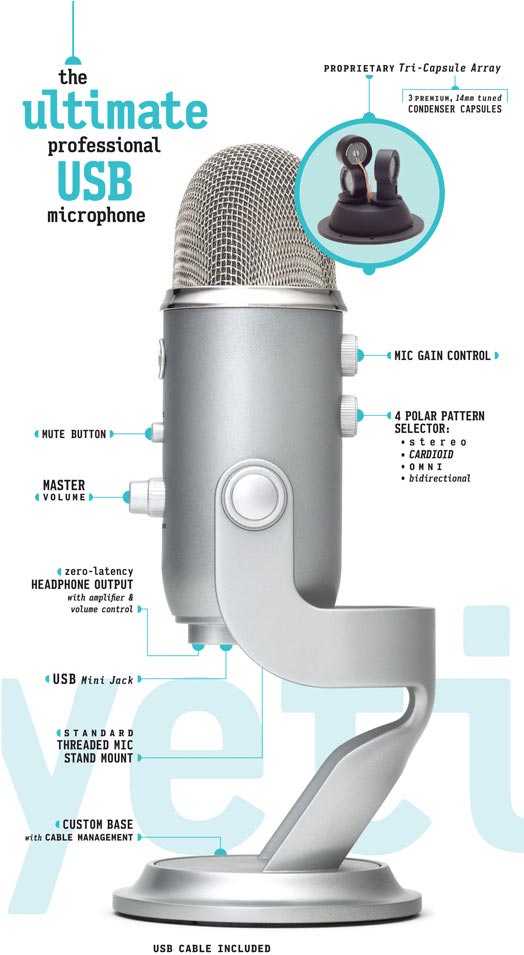 the
ultimate
professional
USB
microphone
PROPRIETARY Tri-Capsule Array
3 PREMIUM, 14mm tuned
CONDENSER CAPSULES
MIC GAIN CONTROL
4 POLAR PATTERN
SELECTOR:
• stereo
• CARDIOID
• OMNI
• bidirectional
MUTE BUTTON
MASTER
VOLUME
zero-latency
HEADPHONE OUTPUT
with amplifier &
volume control
USB Mini Jack
STANDARD
THREADED MIC
STAND MOUNT
yeti
CUSTOM BASE
with CABLE MANAGEMENT
USB CABLE INCLUDED